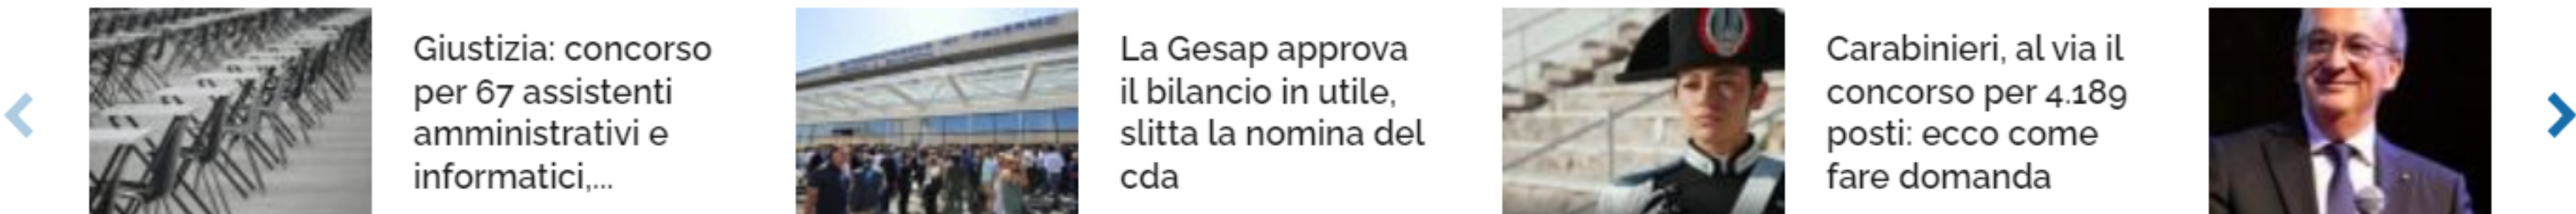 Giustizia: concorso
per 67 assistenti
amministrativi e
informatici,...
La Gesap approva
il bilancio in utile,
slitta la nomina del
cda
Carabinieri, al via il
concorso per 4.189
posti: ecco come
fare domanda